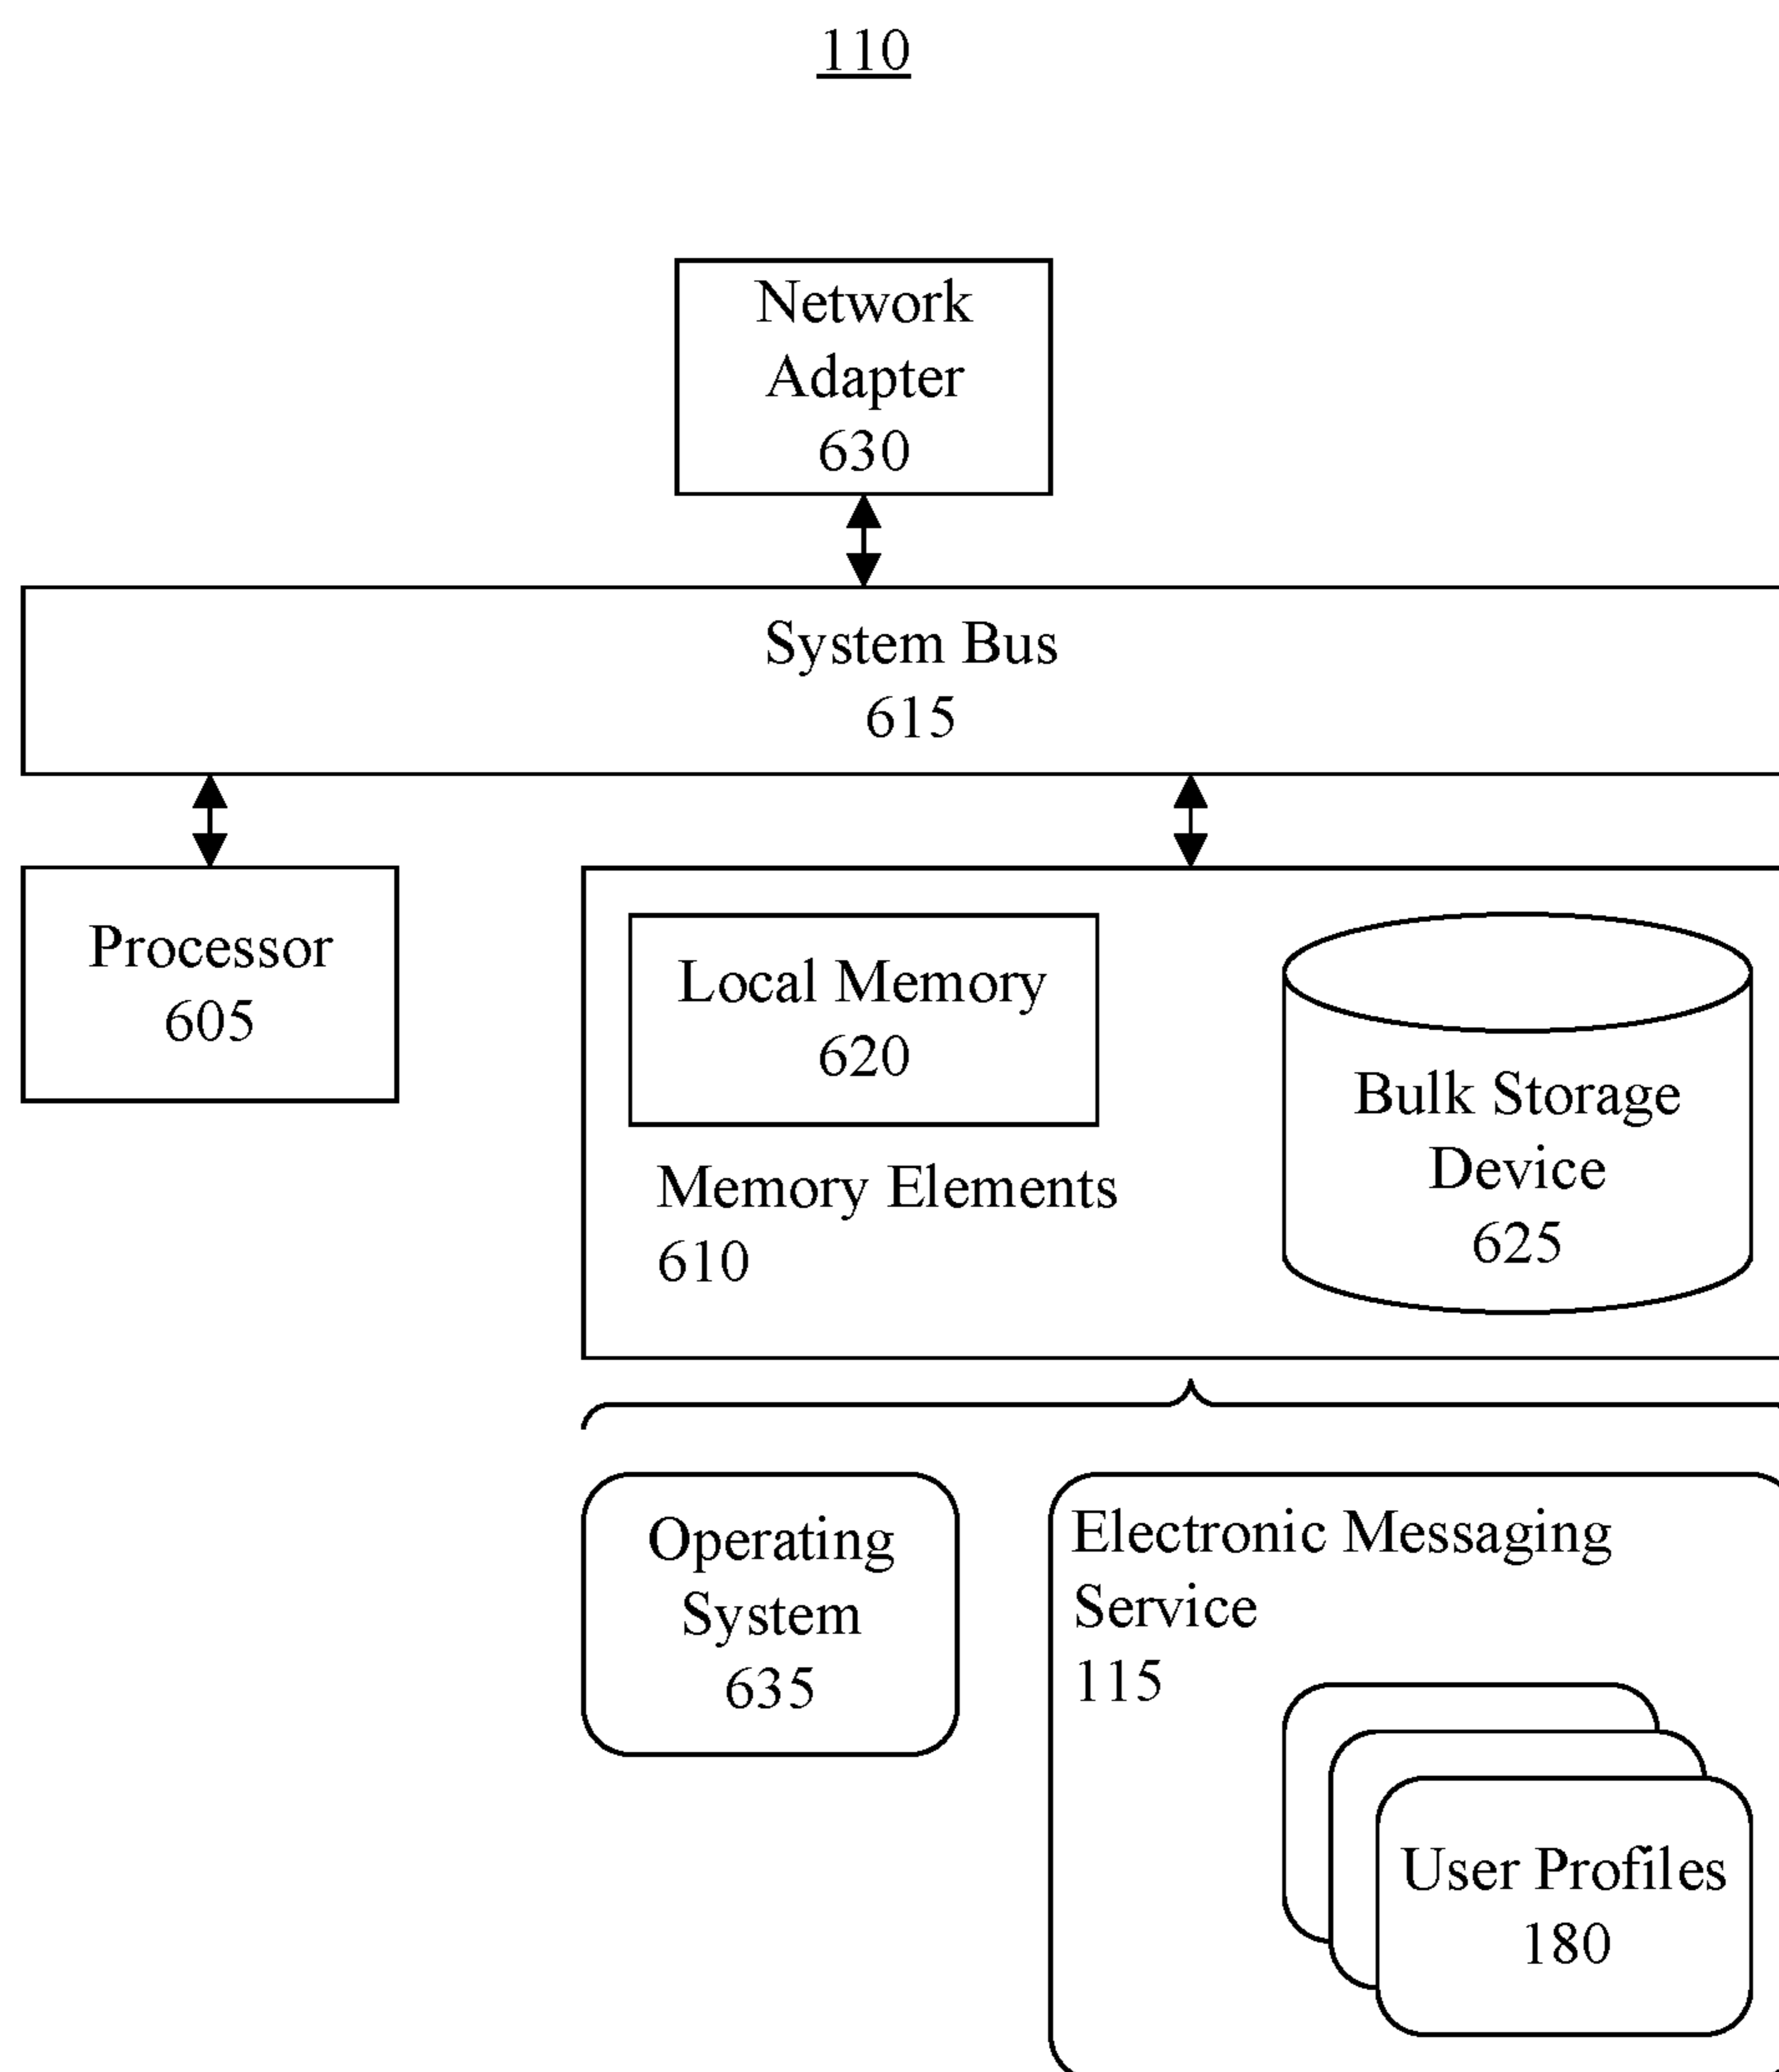 110
Network
Adapter
630
System Bus
615
Processor
605
Local Memory
620
Memory Elements
610
Bulk Storage
Device
625
Operating
System
635
Electronic Messaging
Service
115
User Profiles
180